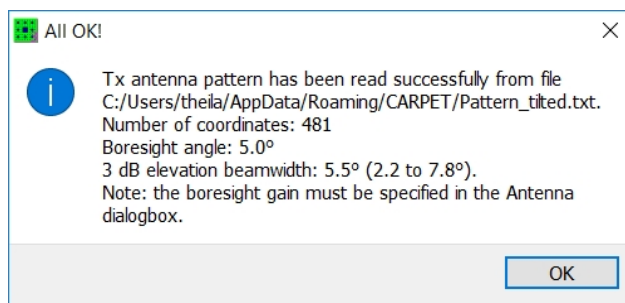 All OK!
Tx antenna pattern has been read successfully from file
C:/Users/theila/AppData/Roaming/CARPET/Pattern_tilted.txt.
Number of coordinates: 481
Boresight angle: 5.0º
3 dB elevation beamwidth: 5.5º (2.2 to 7.8º).
Note: the boresight gain must be specified in the Antenna
dialogbox.
OK